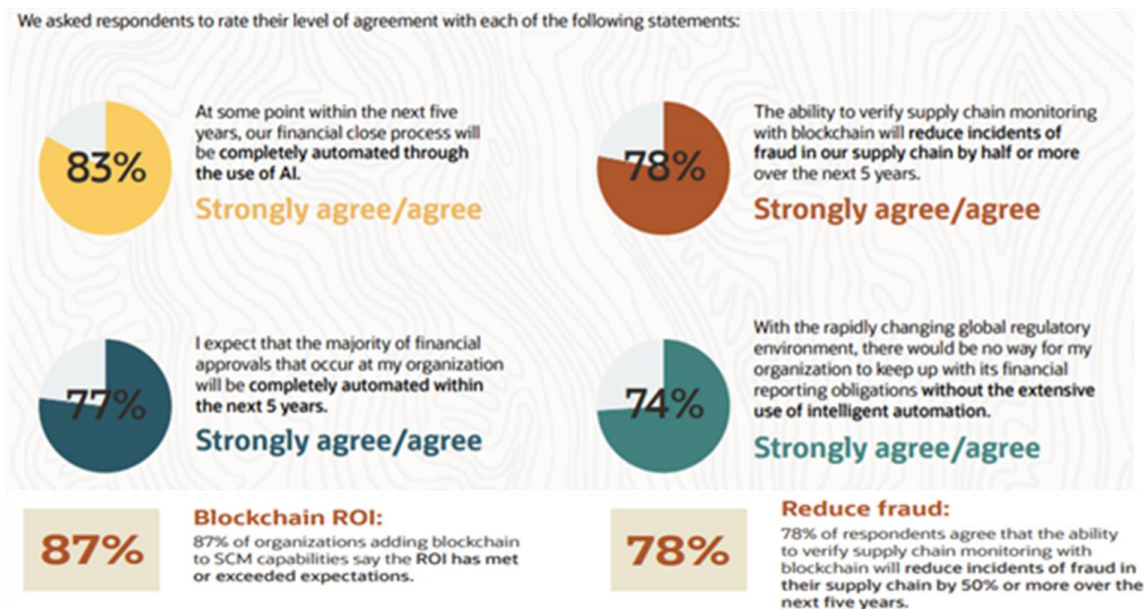 We asked respondents to rate their level of agreement with each of the following statements:
83%
At some point within the next five
years, our financial close process will
be completely automated through
the use of AI.
Strongly agree/agree
78%
The ability to verify supply chain monitoring
with blockchain will reduce incidents of
fraud in our supply chain by half or more
over the next 5 years.
Strongly agree/agree
77%
I expect that the majority of financial
approvals that occur at my organization
will be completely automated within
the next 5 years.
Strongly agree/agree
74%
With the rapidly changing global regulatory
environment, there would be no way for my
organization to keep up with its financial
reporting obligations without the extensive
use of intelligent automation.
Strongly agree/agree
87%
Blockchain ROI:
87% of organizations adding blockchain
to SCM capabilities say the ROI has met
or exceeded expectations.
78%
Reduce fraud:
78% of respondents agree that the ability
to verify supply chain monitoring with
blockchain will reduce incidents of fraud in
their supply chain by 50% or more over the
next five years.